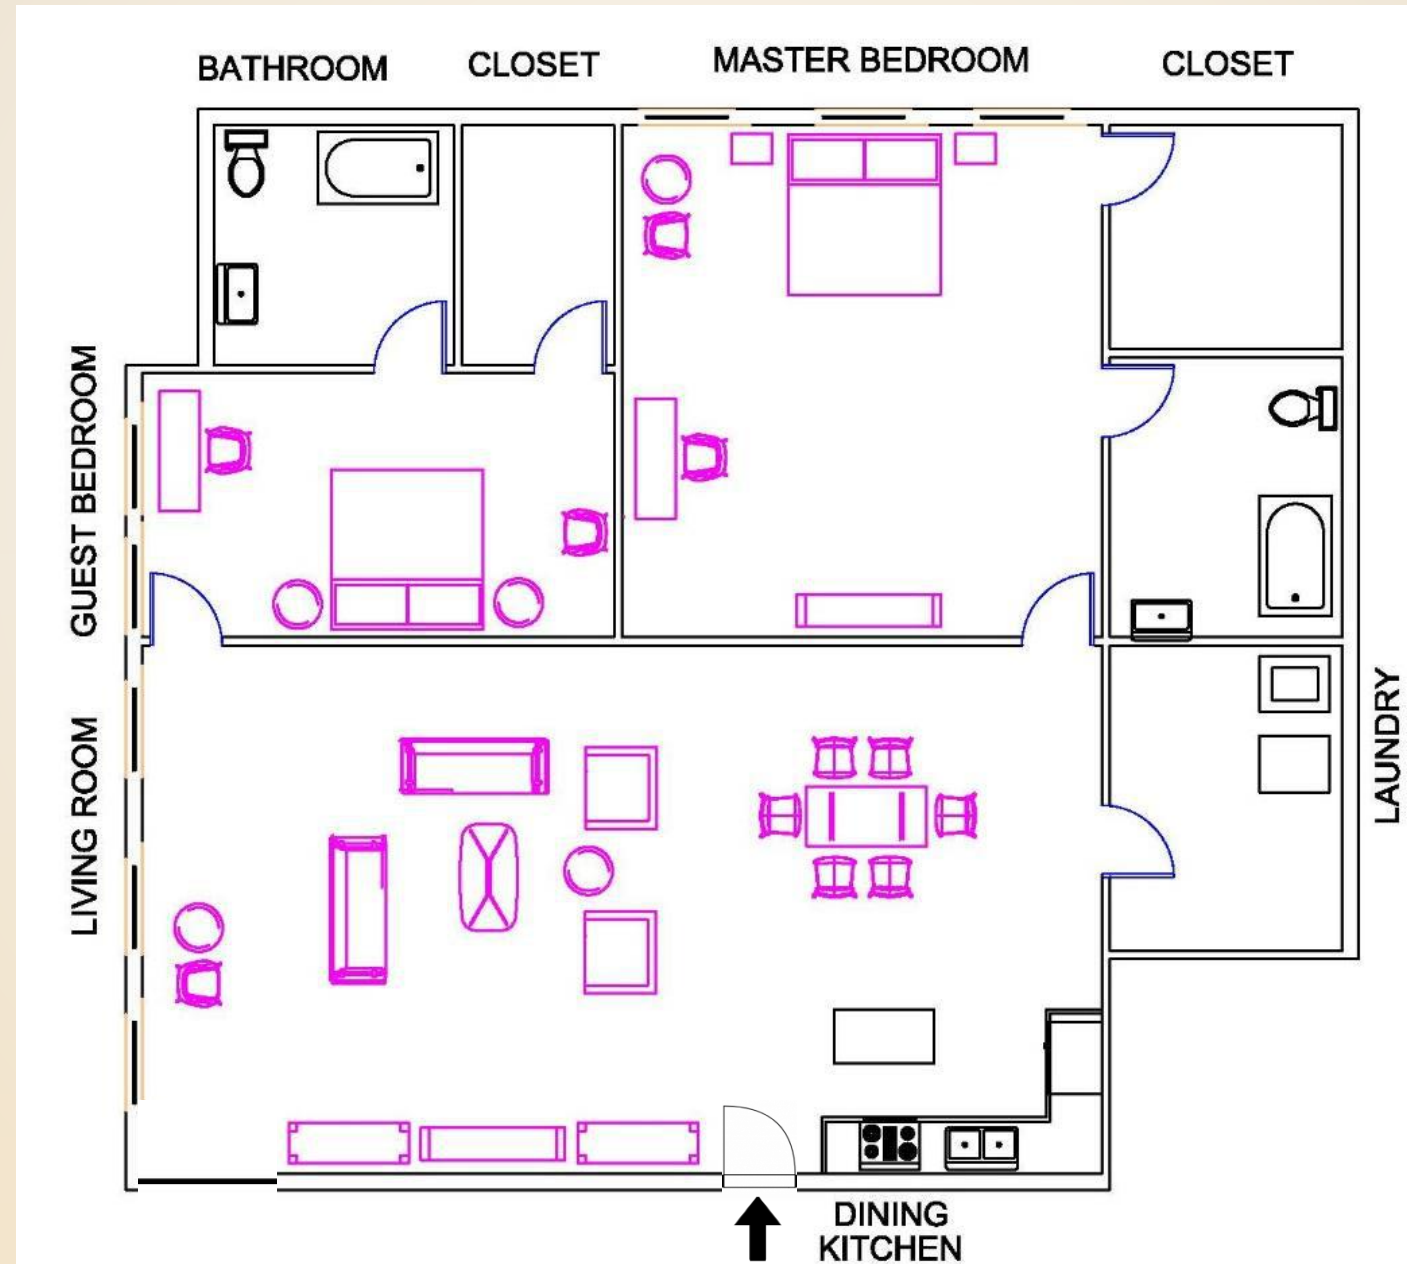 BATHROOM
CLOSET
MASTER BEDROOM
CLOSET
GUEST BEDROOM
LIVING ROOM
LAUNDRY
DINING
KITCHEN